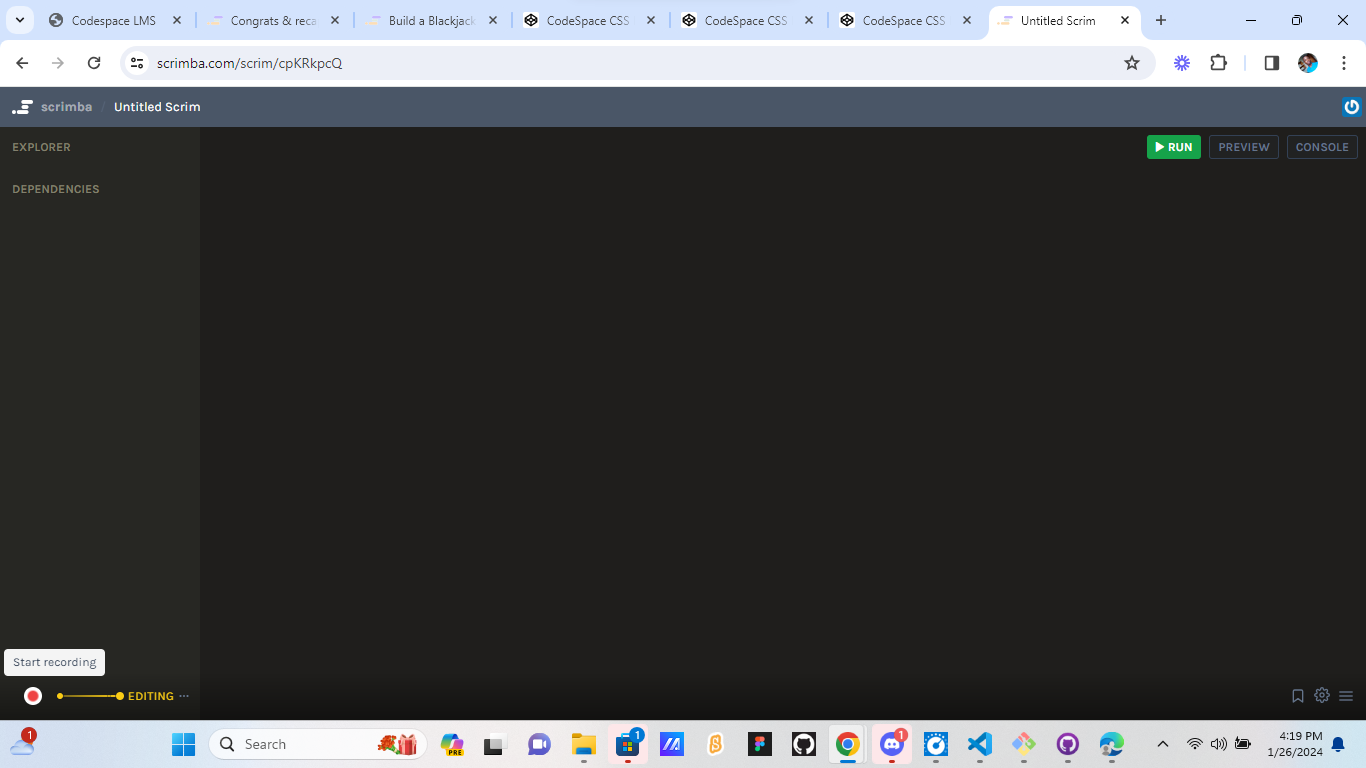 Codespace LMS
Congrats & reca
Build a Blackjack
CodeSpace CSS
CodeSpace CSS
CodeSpace CSS
Untitled Scrim
scrimba.com/scrim/cpKRkpcQ
scrimba / Untitled Scrim
EXPLORER
RUN
PREVIEW
CONSOLE
DEPENDENCIES
Start recording
EDITING ...
1
Search
PRE
1
1
4:19 PM
1/26/2024